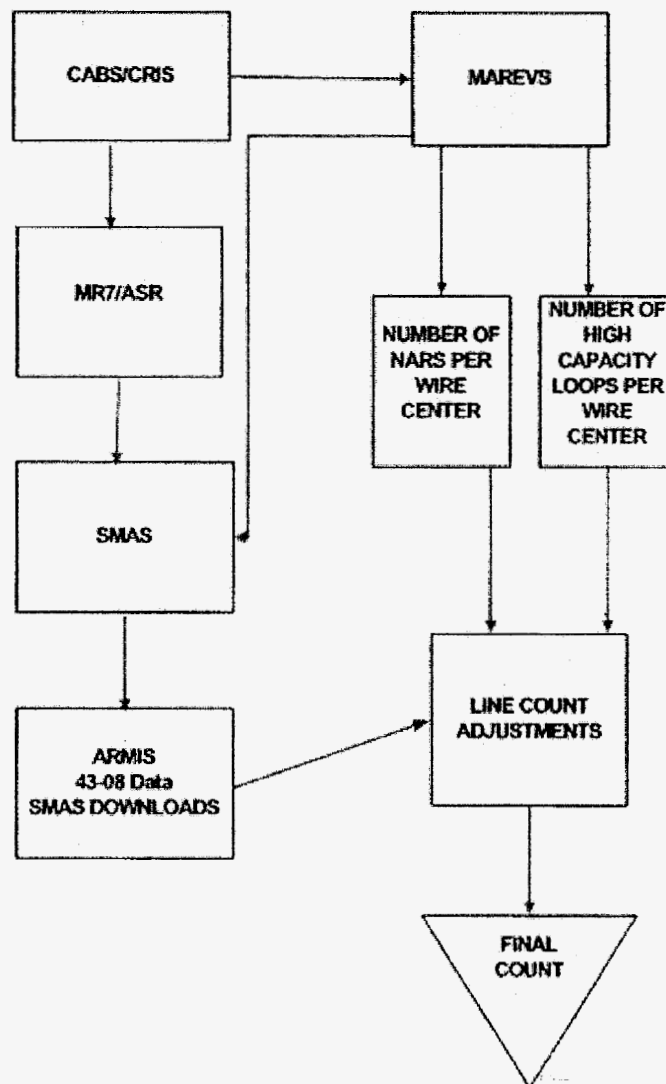 CABS/CRIS
MAREVS
MR7/ASR
NUMBER OF
NARS PER
WIRE
CENTER
NUMBER OF
HIGH
CAPACITY
LOOPS PER
WIRE
CENTER
SMAS
ARMIS
43-08 Data
SMAS DOWNLOADS
LINE COUNT
ADJUSTMENTS
FINAL
COUNT